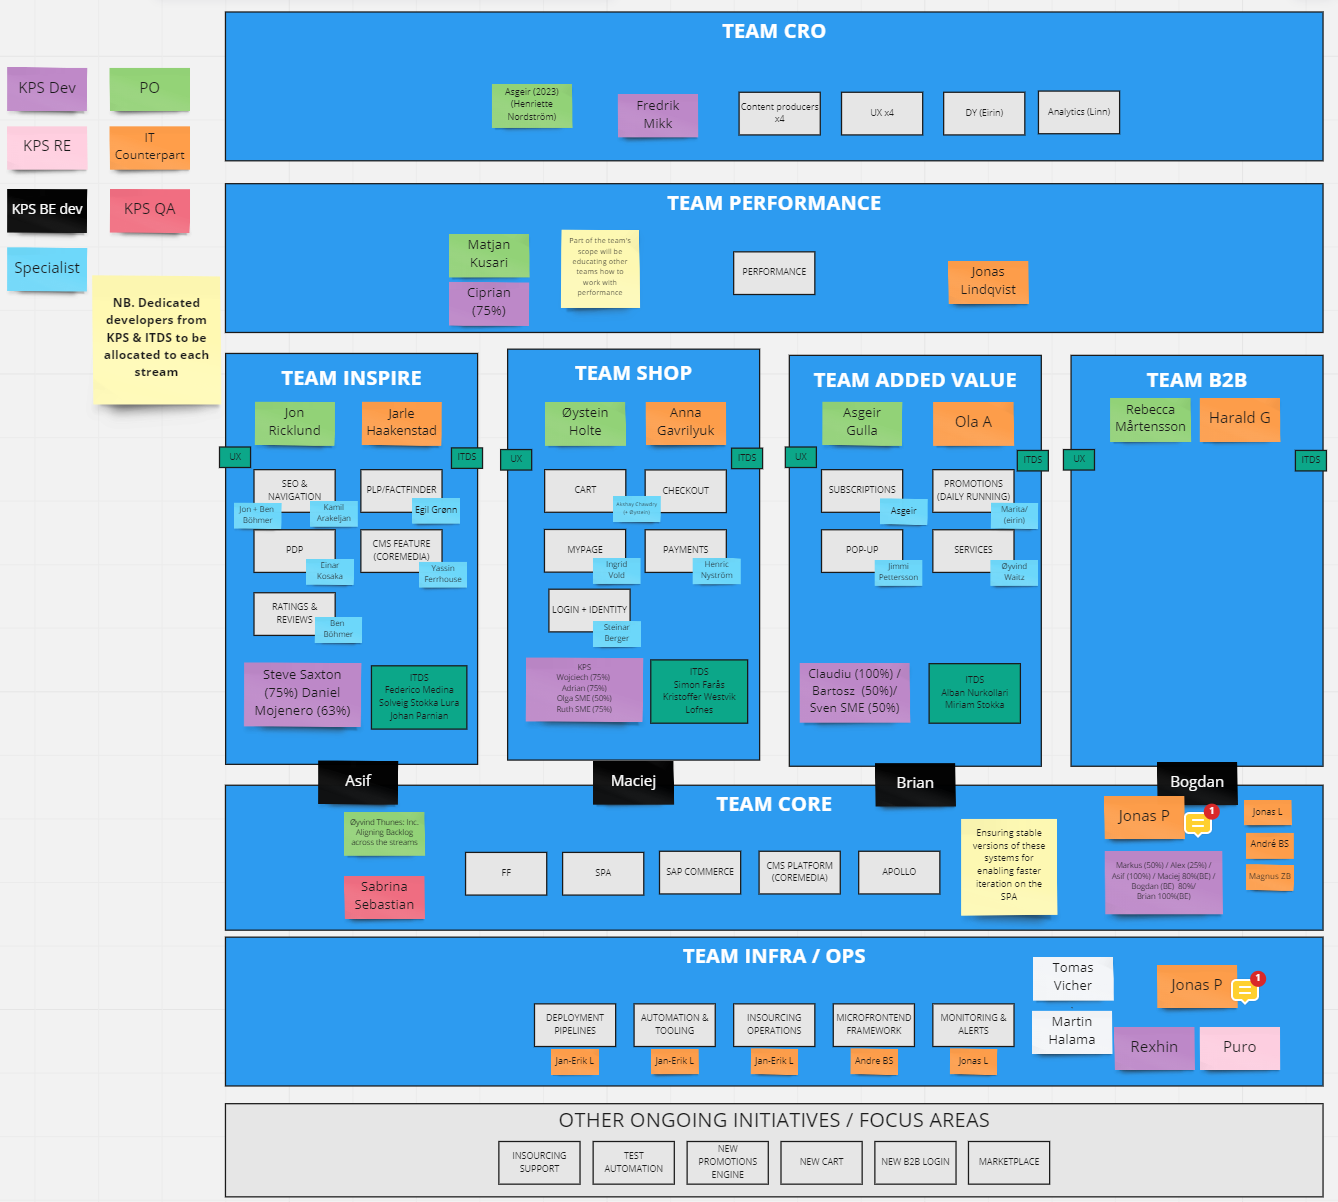 KPS Dev
PO
KPS RE
IT
Counterpart
KPS BE dev
KPS QA
Specialist
NB. Dedicated
developers from
KPS & ITDS to be
allocated to each
stream
TEAM CRO
Asgeir (2023)
(Henriette
Nordström)
Fredrik
Mikk
Content producers
x4
UX x4
DY (Eirin)
Analytics (Linn)
TEAM PERFORMANCE
Matjan
Kusari
Ciprian
(75%)
Part of the team's
scope will be
educating other
teams how to
work with
performance
PERFORMANCE
Jonas
Lindqvist
TEAM INSPIRE
Jon
Ricklund
Jarle
Haakenstad
UX
ITDS
SEO &
NAVIGATION
PLP/FACTFINDER
Jon + Ben
Böhmer
Kamil
Arakeljan
Egil Grønn
PDP
CMS FEATURE
(COREMEDIA)
Einar
Kosaka
Yassin
Ferrhouse
RATINGS &
REVIEWS
Ben
Böhmer
Steve Saxton
(75%) Daniel
Mojenero (63%)
ITDS
Federico Medina
Solveig Stokka Lura
Johan Parnian
TEAM SHOP
Øystein
Holte
Anna
Gavrilyuk
UX
ITDS
CART
CHECKOUT
Akshay Chawdry
(+ Øystein)
MYPAGE
PAYMENTS
Ingrid
Vold
Henric
Nyström
LOGIN + IDENTITY
Steinar
Berger
KPS
Wojciech (75%)
Adrian (75%)
Olga SME (50%)
Ruth SME (75%)
ITDS
Simon Farås
Kristoffer Westvik
Lofnes
TEAM ADDED VALUE
Asgeir
Gulla
Ola A
UX
ITDS
SUBSCRIPTIONS
PROMOTIONS
(DAILY RUNNING)
Asgeir
Marita/
(eirin)
POP-UP
SERVICES
Jimmi
Pettersson
Øyvind
Waitz
Claudiu (100%) /
Bartosz (50%)/
Sven SME (50%)
ITDS
Alban Nurkollari
Miriam Stokka
TEAM B2B
Rebecca
Mårtensson
Harald G
UX
ITDS
Asif
Maciej
Brian
Bogdan
TEAM CORE
Øyvind Thunes: Inc.
Aligning Backlog
across the streams
Sabrina
Sebastian
FF
SPA
SAP COMMERCE
CMS PLATFORM
(COREMEDIA)
APOLLO
Ensuring stable
versions of these
systems for
enabling faster
iteration on the
SPA
Jonas P
1
Jonas L
André BS
Magnus ZB
Markus (50%) / Alex (25%) /
Asif (100%) / Maciej 80%(BE) /
Bogdan (BE) 80%/
Brian 100%(BE)
TEAM INFRA / OPS
DEPLOYMENT
PIPELINES
AUTOMATION &
TOOLING
INSOURCING
OPERATIONS
MICROFRONTEND
FRAMEWORK
MONITORING &
ALERTS
Jan-Erik L
Jan-Erik L
Jan-Erik L
Andre BS
Jonas L
Tomas
Vicher
Martin
Halama
Jonas P
1
Rexhin
Puro
OTHER ONGOING INITIATIVES / FOCUS AREAS
INSOURCING
SUPPORT
TEST
AUTOMATION
NEW
PROMOTIONS
ENGINE
NEW CART
NEW B2B LOGIN
MARKETPLACE